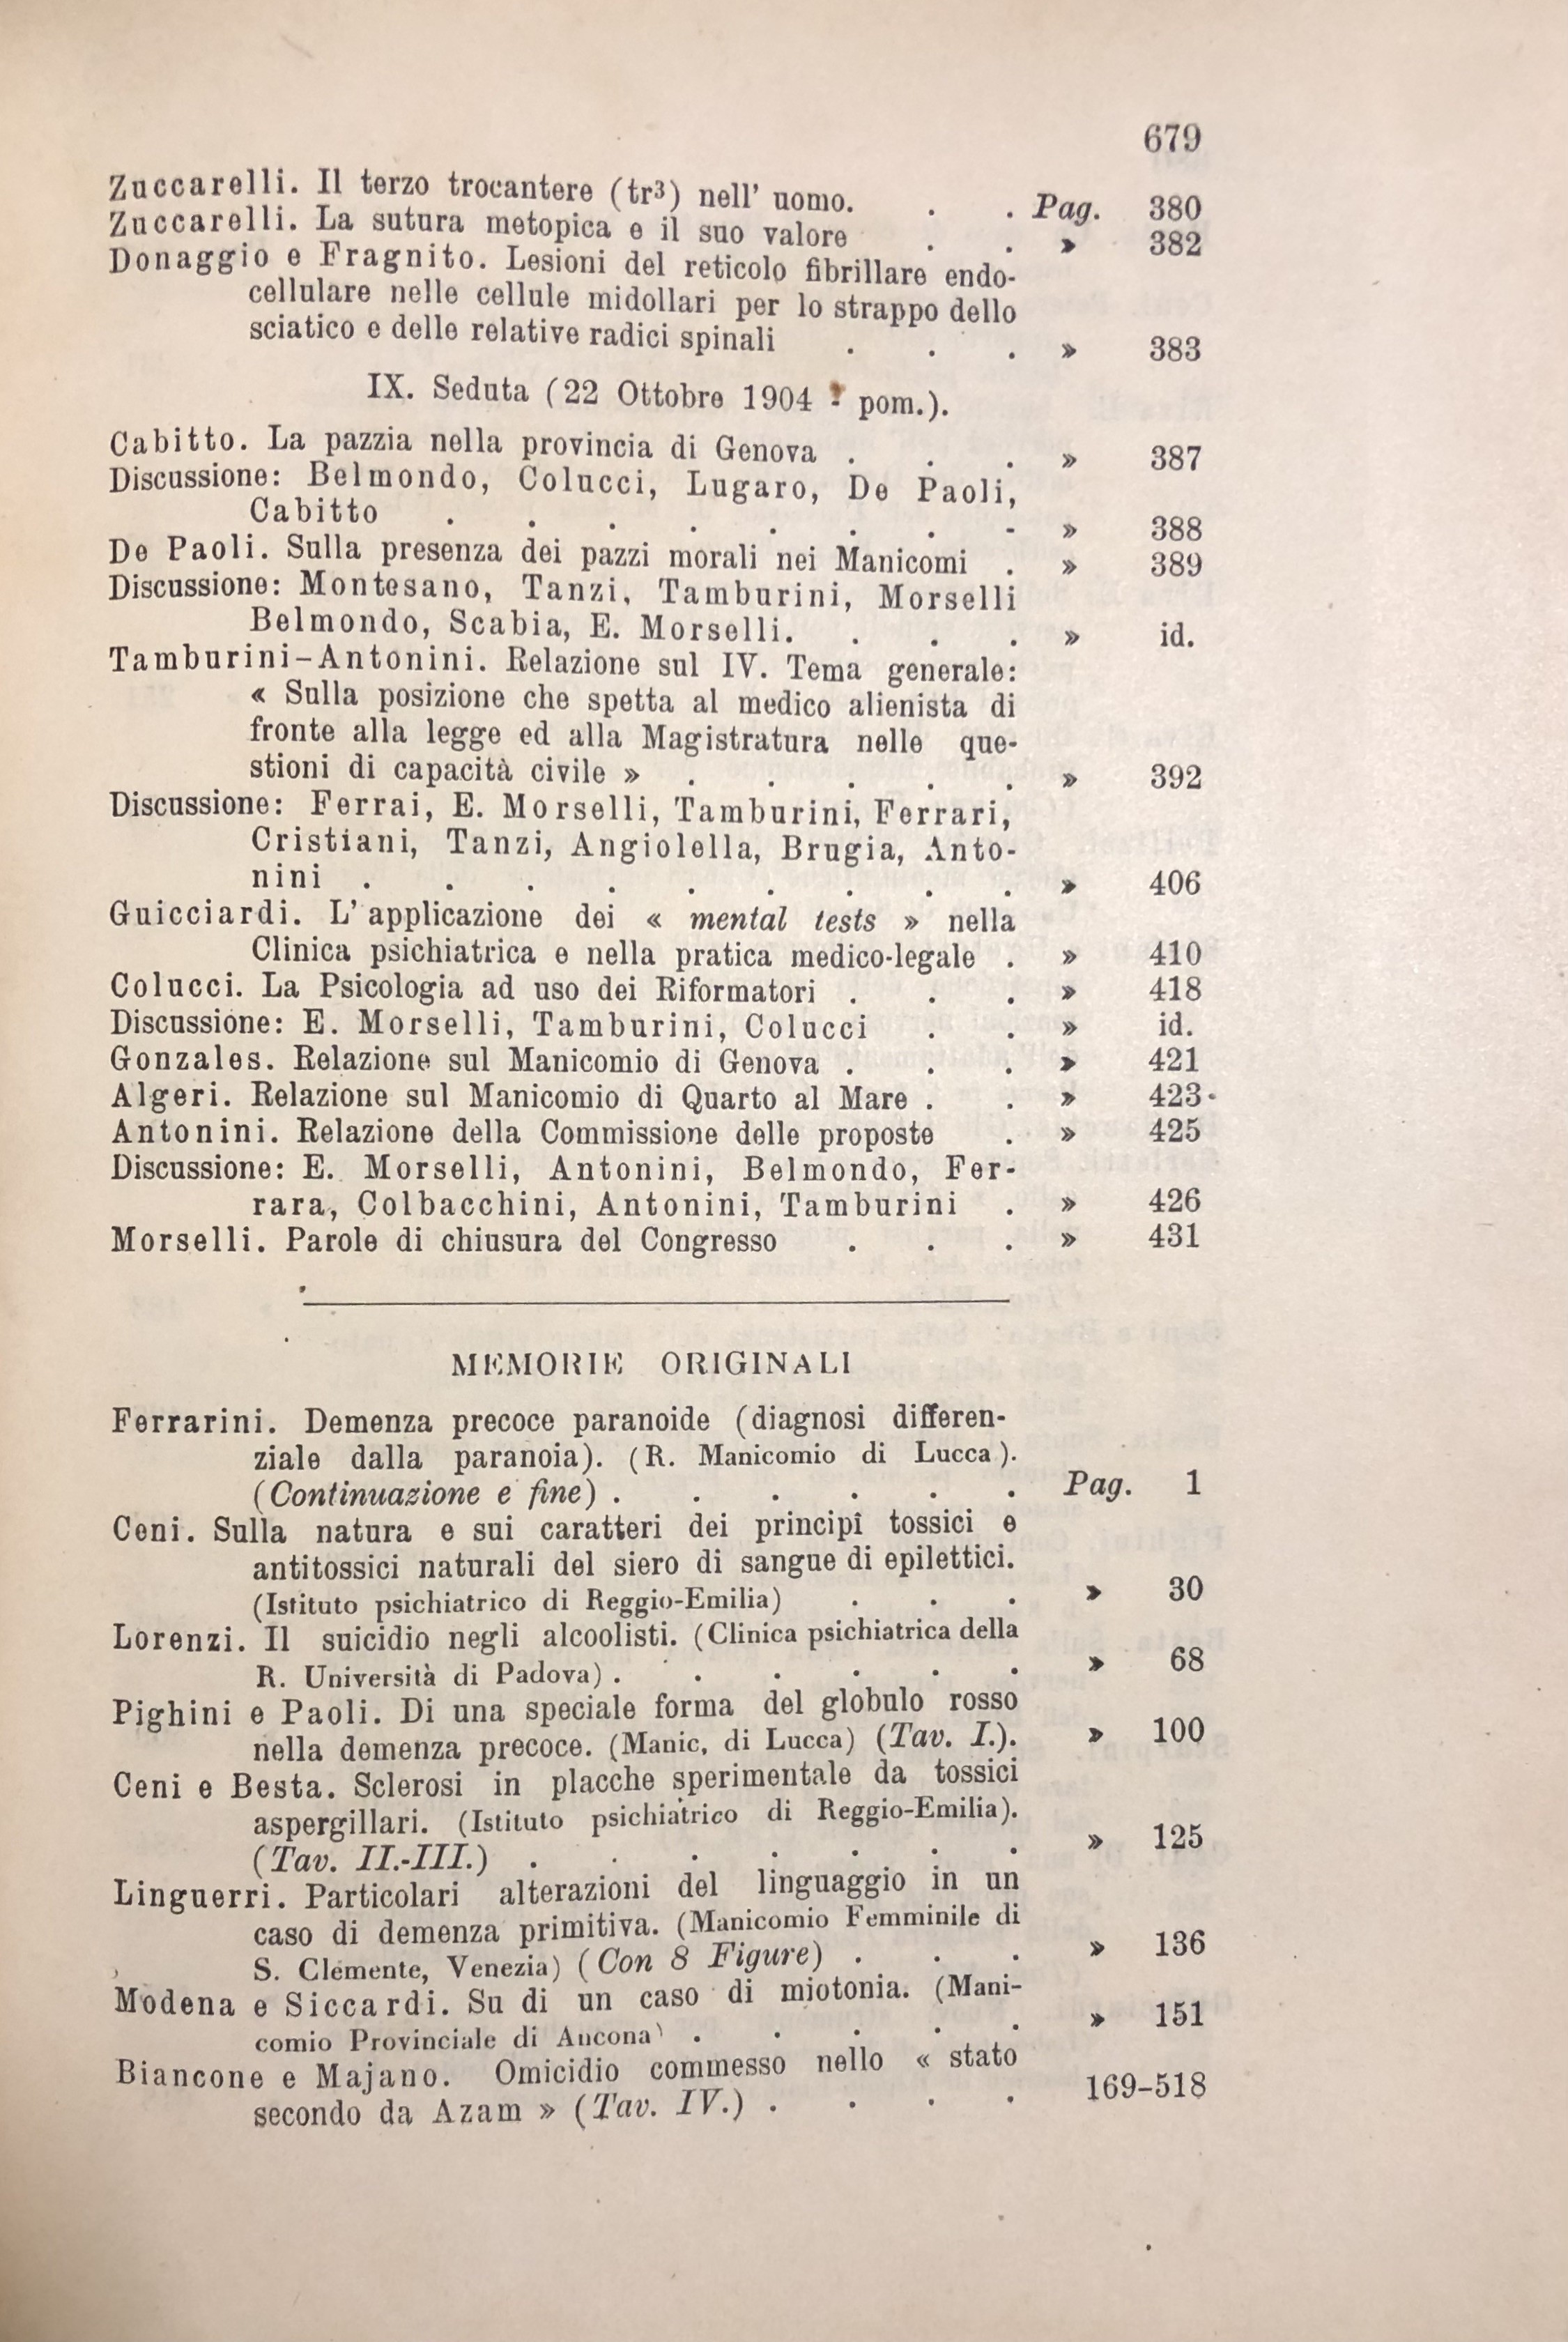 679
Zuccarelli. Il terzo trocantere (tr³) nell' uomo. . . Pag. 380
Zuccarelli. La sutura metopica e il suo valore . . » 382
Donaggio e Fragnito. Lesioni del reticolo fibrillare endo-
cellulare nelle cellule midollari per lo strappo dello
sciatico e delle relative radici spinali . . . » 383
IX. Seduta (22 Ottobre 1904 - pom.).
Cabitto. La pazzia nella provincia di Genova . . . » 387
Discussione: Belmondo, Colucci, Lugaro, De Paoli,
Cabitto . . . . . . . - » 388
De Paoli. Sulla presenza dei pazzi morali nei Manicomi . » 389
Discussione: Montesano, Tanzi, Tamburini, Morselli
Belmondo, Scabia, E. Morselli. . . . » id.
Tamburini-Antonini. Relazione sul IV. Tema generale:
« Sulla posizione che spetta al medico alienista di
fronte alla legge ed alla Magistratura nelle que-
stioni di capacità civile » . . . . . » 392
Discussione: Ferrai, E. Morselli, Tamburini, Ferrari,
Cristiani, Tanzi, Angiolella, Brugia, Anto-
nini . . . . . . . . . » 406
Guicciardi. L' applicazione dei « mental tests » nella
Clinica psichiatrica e nella pratica medico-legale . » 410
Colucci. La Psicologia ad uso dei Riformatori . . . » 418
Discussione: E. Morselli, Tamburini, Colucci . . » id.
Gonzales. Relazione sul Manicomio di Genova . . . » 421
Algeri. Relazione sul Manicomio di Quarto al Mare . . » 423
Antonini. Relazione della Commissione delle proposte . » 425
Discussione: E. Morselli, Antonini, Belmondo, Fer-
rara, Colbacchini, Antonini, Tamburini . » 426
Morselli. Parole di chiusura del Congresso . . . » 431
MEMORIE ORIGINALI
Ferrarini. Demenza precoce paranoide (diagnosi differen-
ziale dalla paranoia). (R. Manicomio di Lucca).
(Continuazione e fine) . . . . . . Pag. 1
Ceni. Sulla natura e sui caratteri dei principî tossici e
antitossici naturali del siero di sangue di epilettici.
(Istituto psichiatrico di Reggio-Emilia) . . . » 30
Lorenzi. Il suicidio negli alcoolisti. (Clinica psichiatrica della
R. Università di Padova) . . . . . . » 68
Pighini e Paoli. Di una speciale forma del globulo rosso
nella demenza precoce. (Manic. di Lucca) (Tav. I.). » 100
Ceni e Besta. Sclerosi in placche sperimentale da tossici
aspergillari. (Istituto psichiatrico di Reggio-Emilia).
(Tav. II.-III.) . . . . . . . » 125
Linguerri. Particolari alterazioni del linguaggio in un
caso di demenza primitiva. (Manicomio Femminile di
S. Clemente, Venezia) (Con 8 Figure) . . . » 136
Modena e Siccardi. Su di un caso di miotonia. (Mani-
comio Provinciale di Ancona) . . . . . » 151
Biancone e Majano. Omicidio commesso nello « stato
secondo da Azam » (Tav. IV.) . . . . 169-518